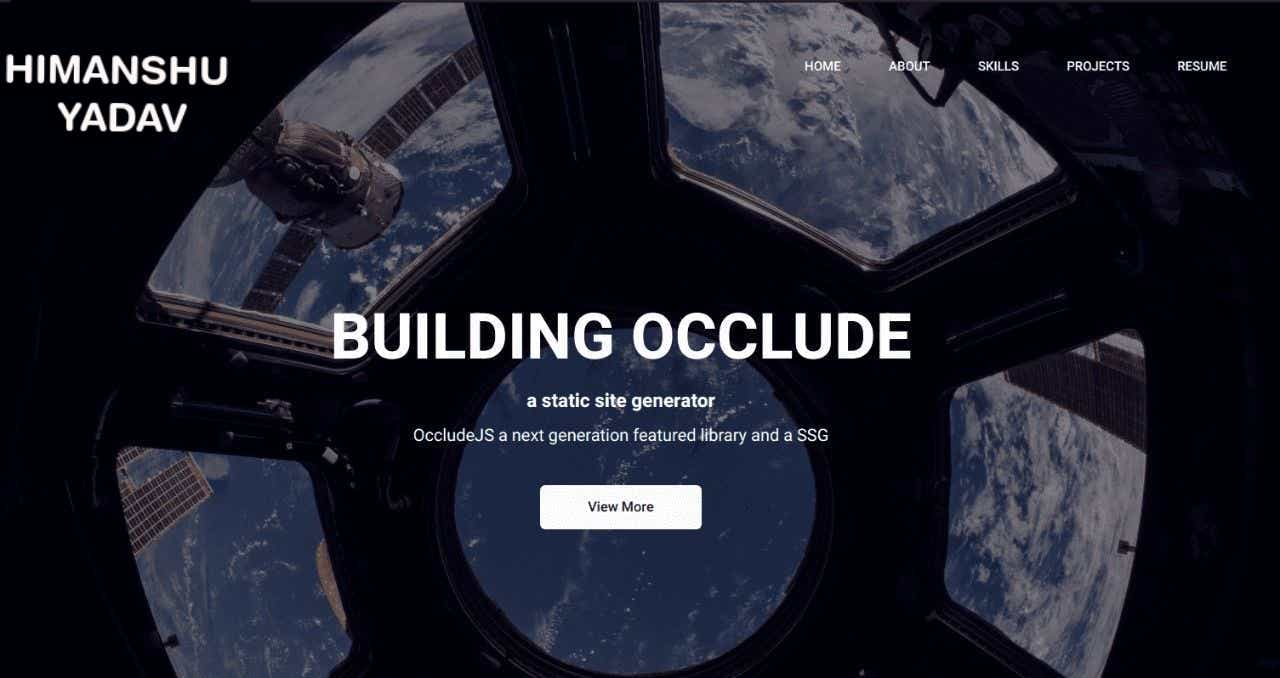 HIMANSHU
YADAV
HOME ABOUT SKILLS PROJECTS RESUME
BUILDING OCCLUDE
a static site generator
OccludeJS a next generation featured library and a SSG
View More